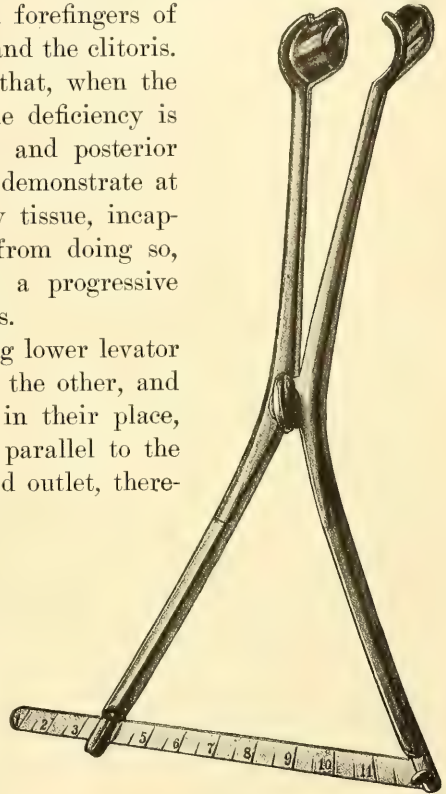 forefingers of
and the clitoris.
that, when the
deficiency is
and posterior
demonstrate at
tissue, incap-
from doing so,
a progressive
lower levator
the other, and
in their place,
parallel to the
outlet, there-
1 2 3 5 6 7 8 9 10 11